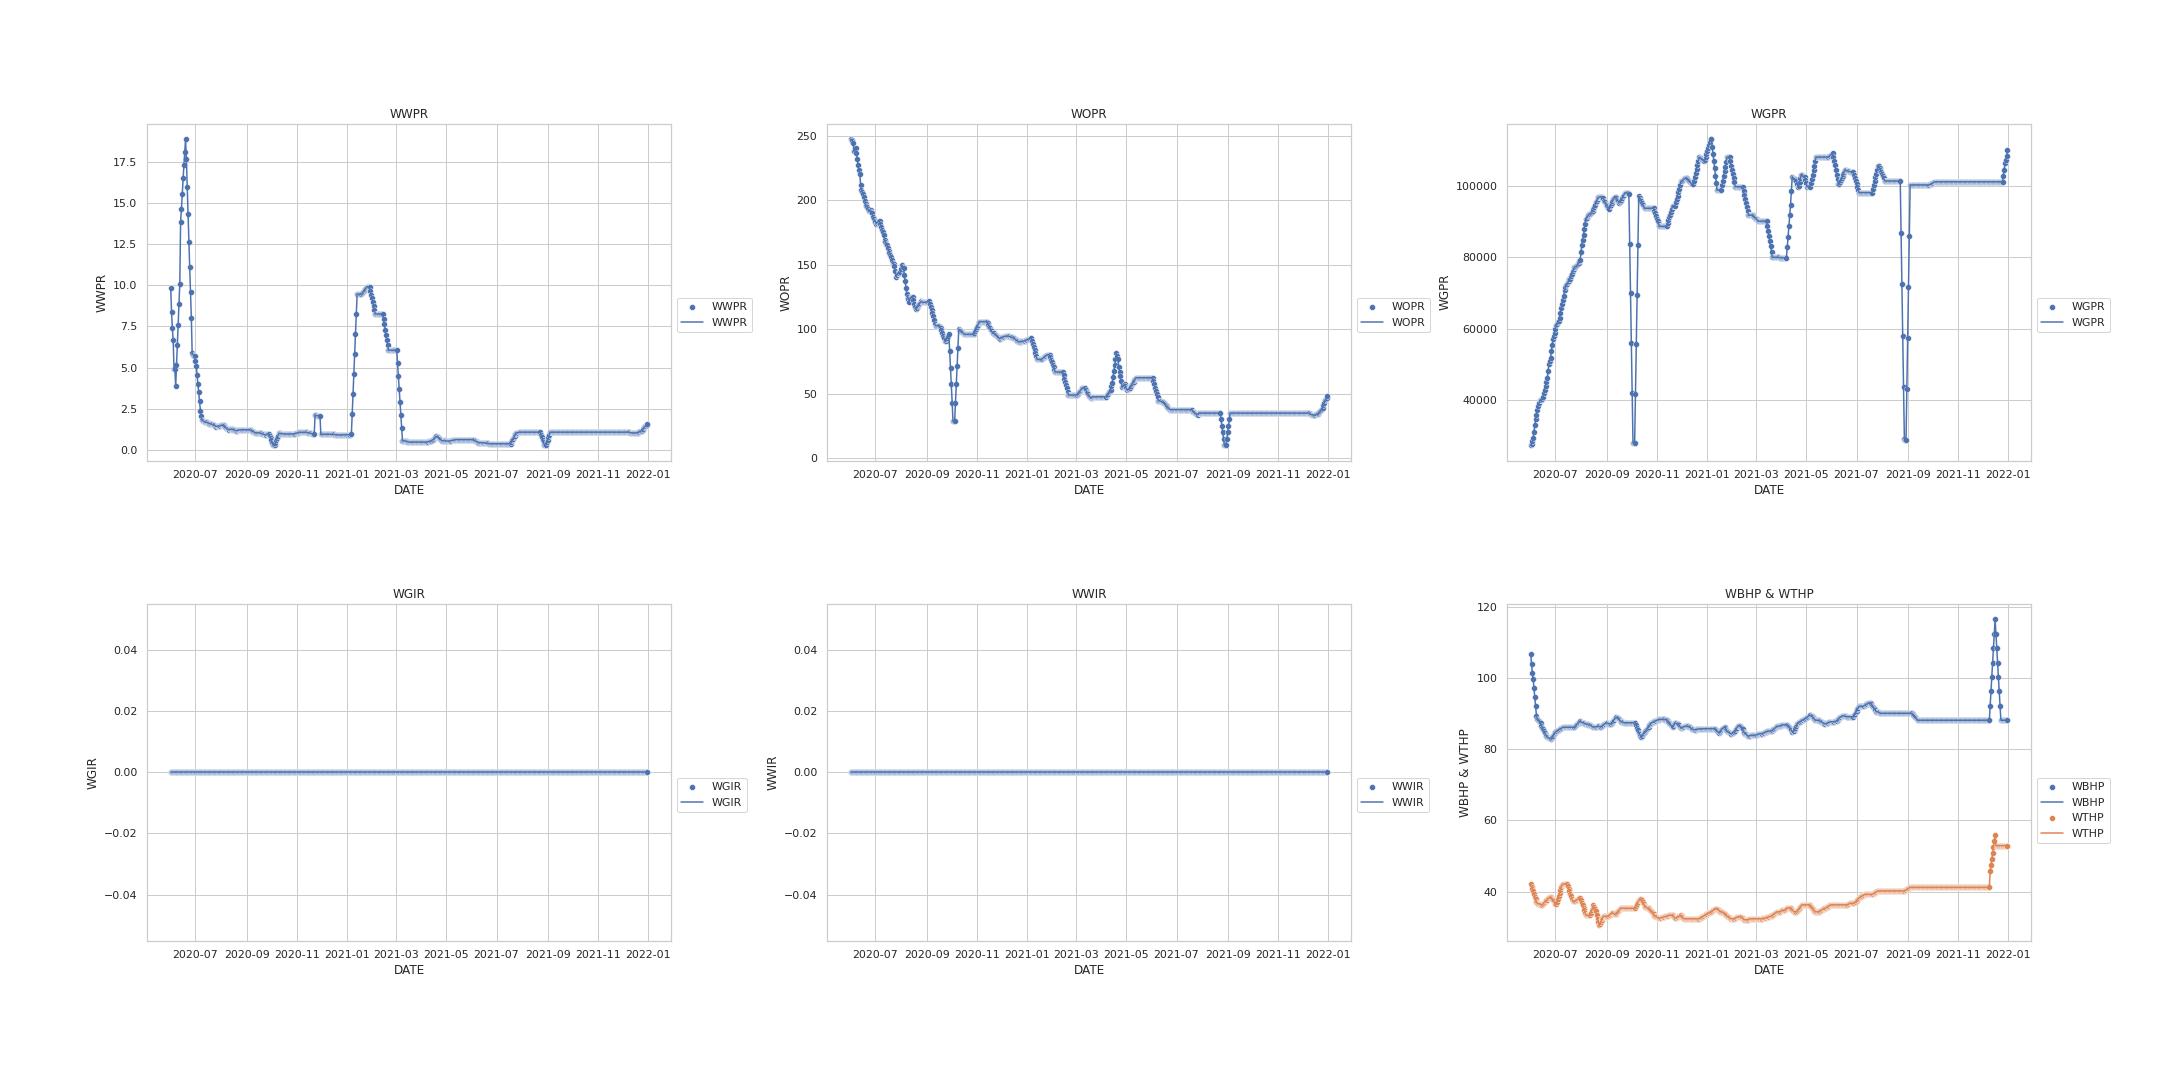 WWPR
WWPR
17.5
15.0
12.5
10.0
7.5
5.0
2.5
0.0
2020-07 2020-09 2020-11 2021-01 2021-03 2021-05 2021-07 2021-09 2021-11 2022-01
DATE
WWPR
WWPR
WOPR
WOPR
250
200
150
100
50
0
2020-07 2020-09 2020-11 2021-01 2021-03 2021-05 2021-07 2021-09 2021-11 2022-01
DATE
WOPR
WOPR
WGPR
WGPR
100000
80000
60000
40000
2020-07 2020-09 2020-11 2021-01 2021-03 2021-05 2021-07 2021-09 2021-11 2022-01
DATE
WGPR
WGPR
WGIR
WGIR
0.04
0.02
0.00
−0.02
−0.04
2020-07 2020-09 2020-11 2021-01 2021-03 2021-05 2021-07 2021-09 2021-11 2022-01
DATE
WGIR
WGIR
WWIR
WWIR
0.04
0.02
0.00
−0.02
−0.04
2020-07 2020-09 2020-11 2021-01 2021-03 2021-05 2021-07 2021-09 2021-11 2022-01
DATE
WWIR
WWIR
WBHP & WTHP
WBHP & WTHP
120
100
80
60
40
2020-07 2020-09 2020-11 2021-01 2021-03 2021-05 2021-07 2021-09 2021-11 2022-01
DATE
WBHP
WBHP
WTHP
WTHP